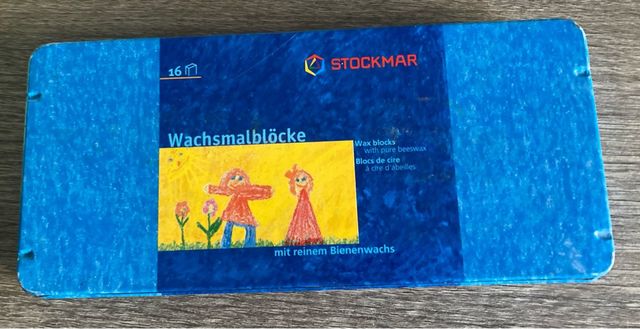 16
STOCKMAR
Wachsmalblöcke
Wax blocks
with pure beeswax
Blocs de cire
à cire d'abeilles
mit reinem Bienenwachs